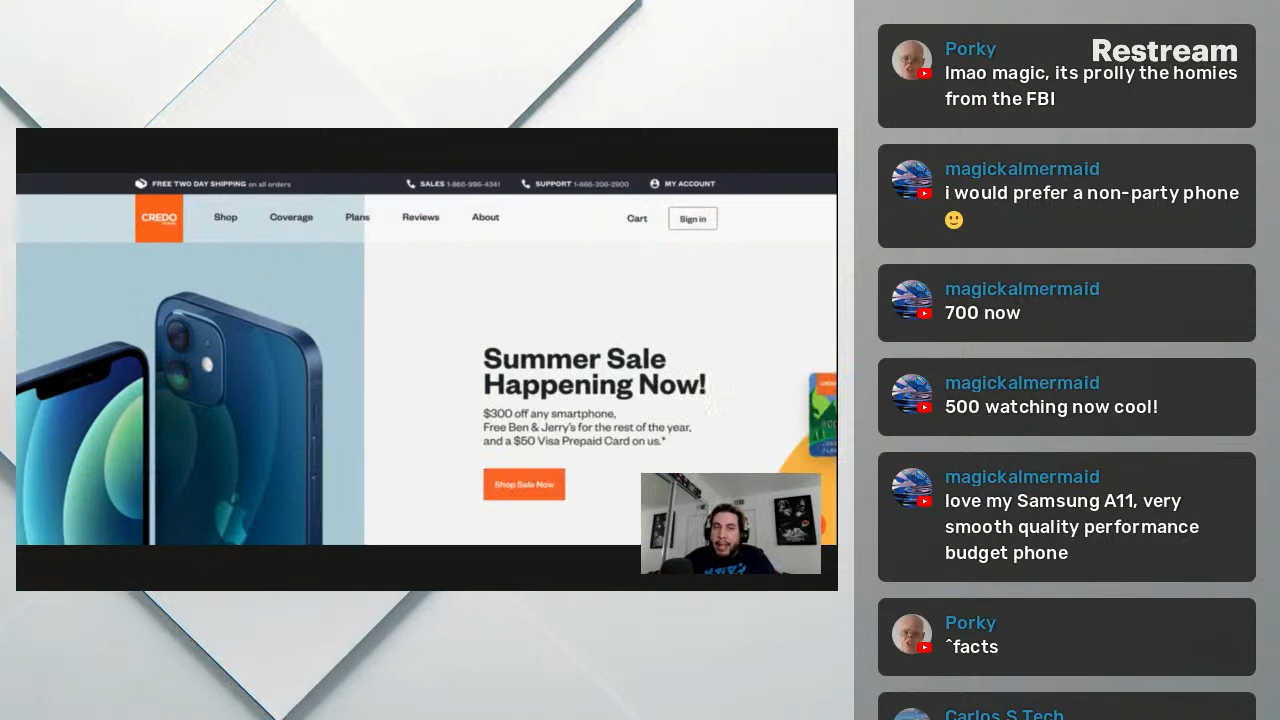 FREE TWO DAY SHIPPING on all orders
SALES 1-866-996-4341
SUPPORT 1-866-306-2900
MY ACCOUNT
CREDO
Shop
Coverage
Plans
Reviews
About
Cart
Sign in
Summer Sale
Happening Now!
$300 off any smartphone,
Free Ben & Jerry's for the rest of the year,
and a $50 Visa Prepaid Card on us.*
Shop Sale Now
Restream
Porky
lmao magic, its prolly the homies
from the FBI
magickalmermaid
i would prefer a non-party phone
🙂
magickalmermaid
700 now
magickalmermaid
500 watching now cool!
magickalmermaid
love my Samsung A11, very
smooth quality performance
budget phone
Porky
^facts
Carlos S Tech